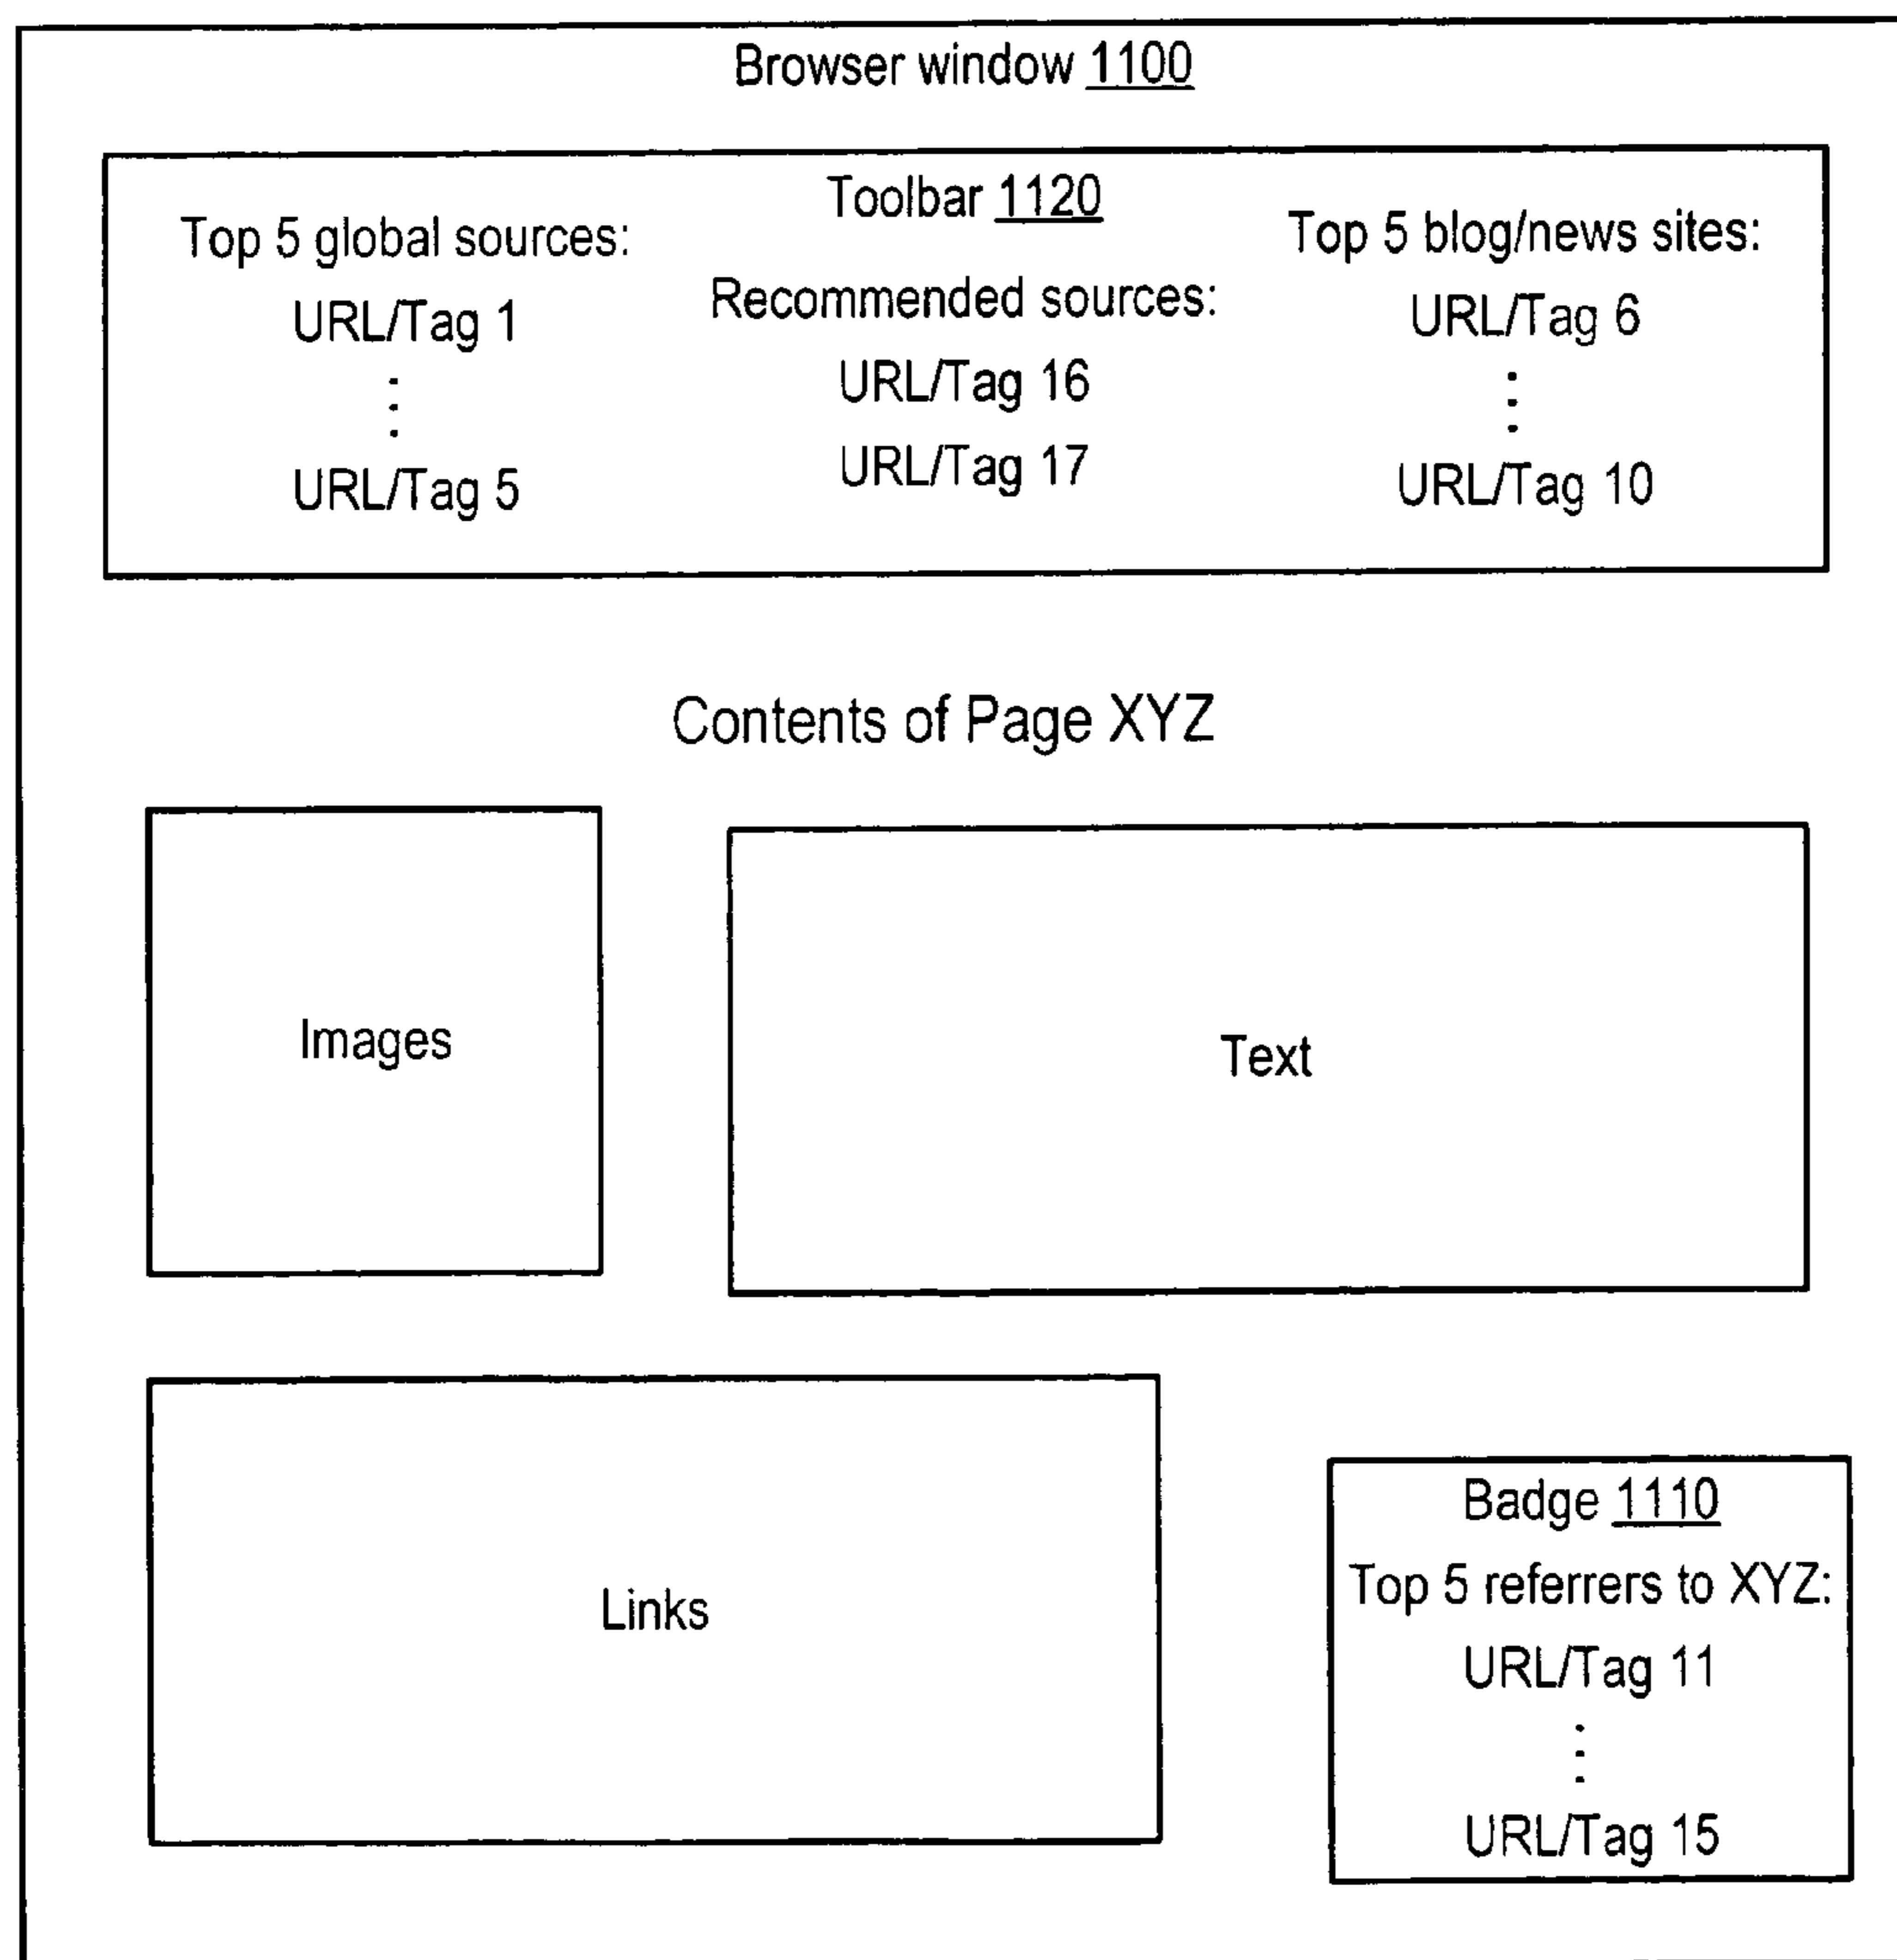 Browser window 1100
Toolbar 1120
Top 5 global sources:
URL/Tag 1
⋮
URL/Tag 5
Recommended sources:
URL/Tag 16
URL/Tag 17
Top 5 blog/news sites:
URL/Tag 6
⋮
URL/Tag 10
Contents of Page XYZ
Images
Text
Links
Badge 1110
Top 5 referrers to XYZ:
URL/Tag 11
⋮
URL/Tag 15